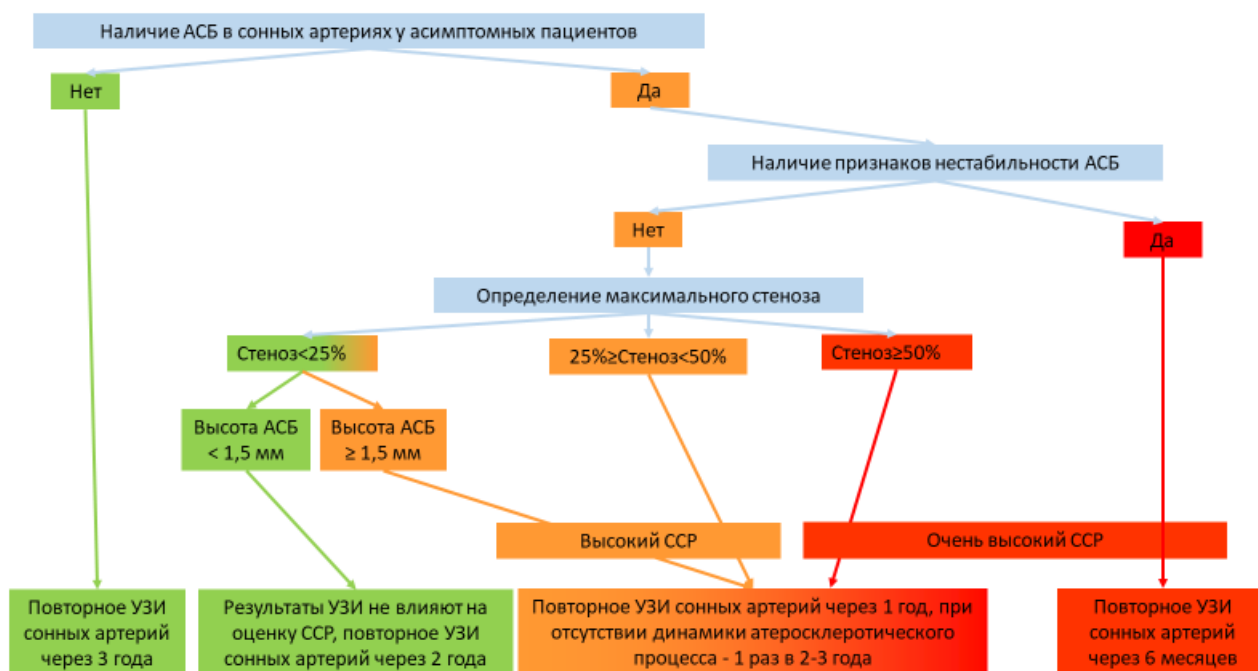 Наличие АСБ в сонных артериях у асимптомных пациентов
Нет
Да
Наличие признаков нестабильности АСБ
Нет
Да
Определение максимального стеноза
Стеноз<25%
25%≥Стеноз<50%
Стеноз≥50%
Высота АСБ
< 1,5 мм
Высота АСБ
≥ 1,5 мм
Высокий ССР
Очень высокий ССР
Повторное УЗИ
сонных артерий
через 3 года
Результаты УЗИ не влияют на
оценку ССР, повторное УЗИ
сонных артерий через 2 года
Повторное УЗИ сонных артерий через 1 год, при
отсутствии динамики атеросклеротического
процесса - 1 раз в 2-3 года
Повторное УЗИ
сонных артерий
через 6 месяцев